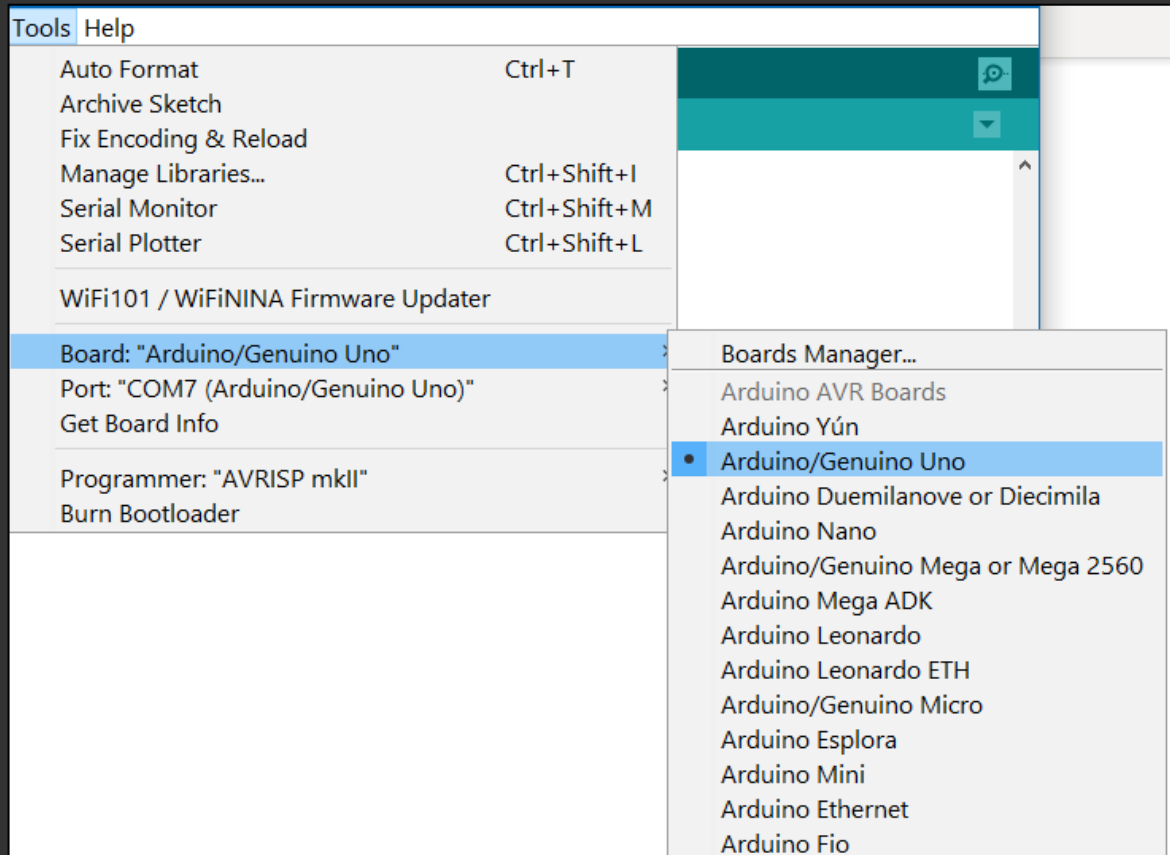 Tools Help
Auto Format Ctrl+T
Archive Sketch
Fix Encoding & Reload
Manage Libraries... Ctrl+Shift+I
Serial Monitor Ctrl+Shift+M
Serial Plotter Ctrl+Shift+L
WiFi101 / WiFiNINA Firmware Updater
Board: "Arduino/Genuino Uno"
Port: "COM7 (Arduino/Genuino Uno)"
Get Board Info
Programmer: "AVRISP mkII"
Burn Bootloader
Boards Manager...
Arduino AVR Boards
Arduino Yún
Arduino/Genuino Uno
Arduino Duemilanove or Diecimila
Arduino Nano
Arduino/Genuino Mega or Mega 2560
Arduino Mega ADK
Arduino Leonardo
Arduino Leonardo ETH
Arduino/Genuino Micro
Arduino Esplora
Arduino Mini
Arduino Ethernet
Arduino Fio